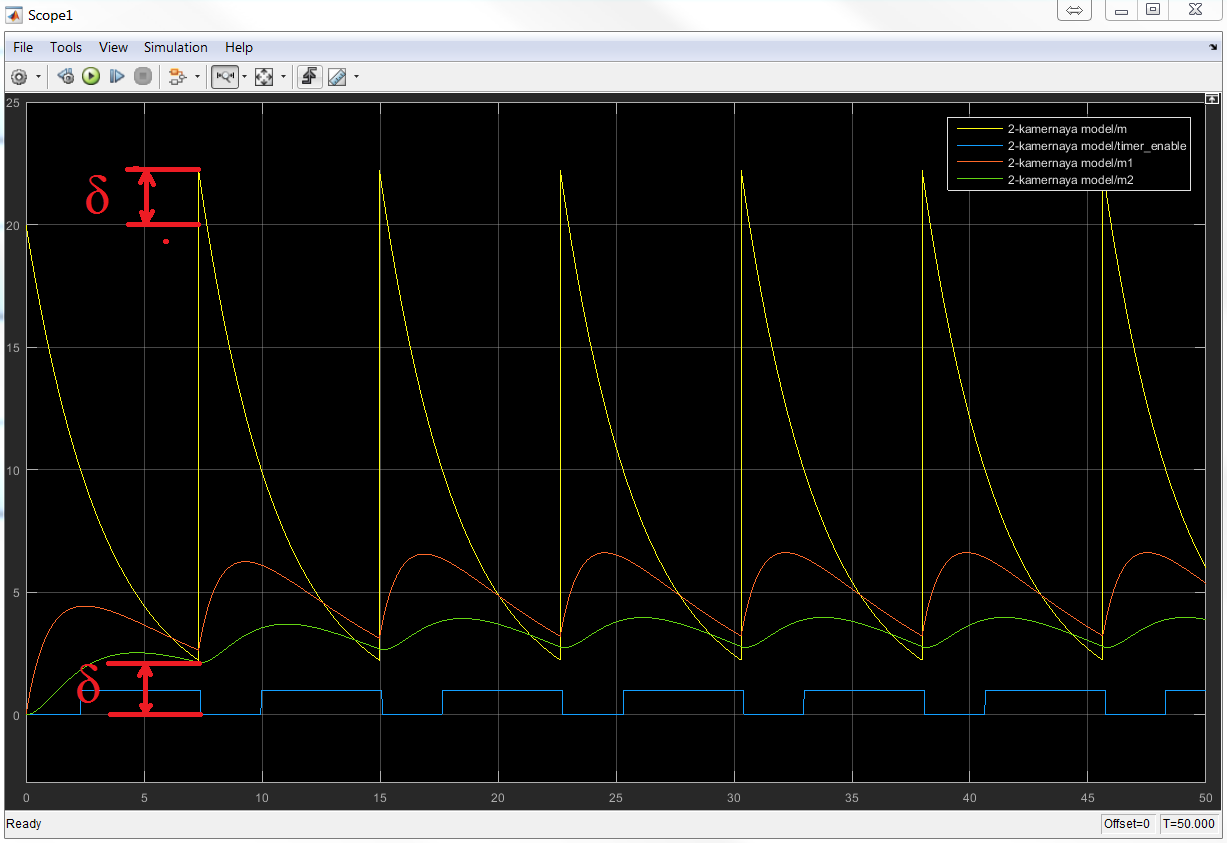 Scope1
File Tools View Simulation Help
25
20
15
10
5
0
0 5 10 15 20 25 30 35 40 45 50
2-kamernaya model/m
2-kamernaya model/timer_enable
2-kamernaya model/m1
2-kamernaya model/m2
δ
δ
Ready Offset=0 T=50.000